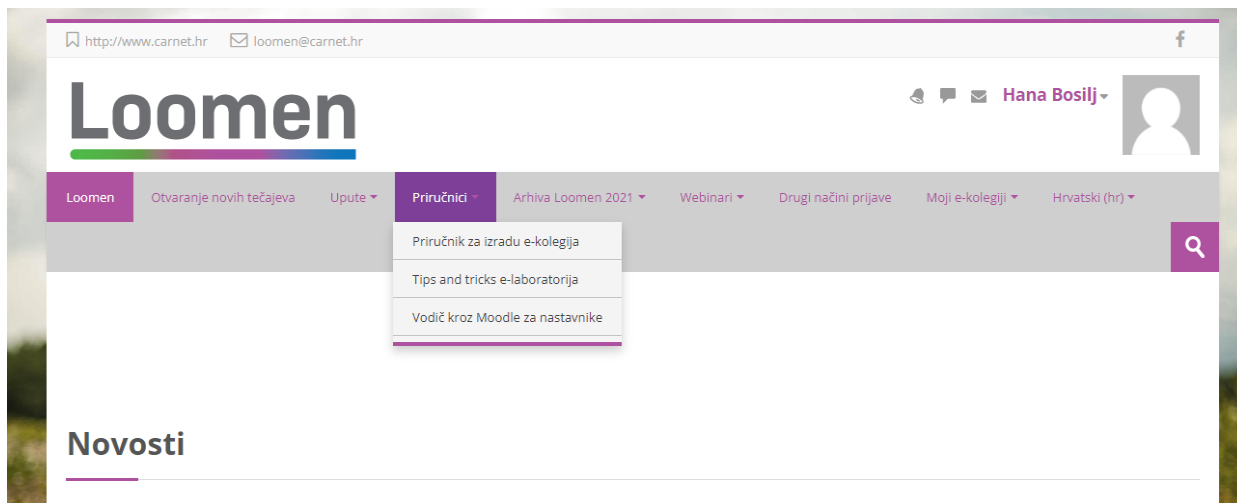 http://www.carnet.hr loomen@carnet.hr
Loomen
Hana Bosilj
Loomen Otvaranje novih tečajeva Upute Priručnici Arhiva Loomen 2021 Webinari Drugi načini prijave Moji e-kolegiji Hrvatski (hr)
Priručnik za izradu e-kolegija
Tips and tricks e-laboratorija
Vodič kroz Moodle za nastavnike
Novosti